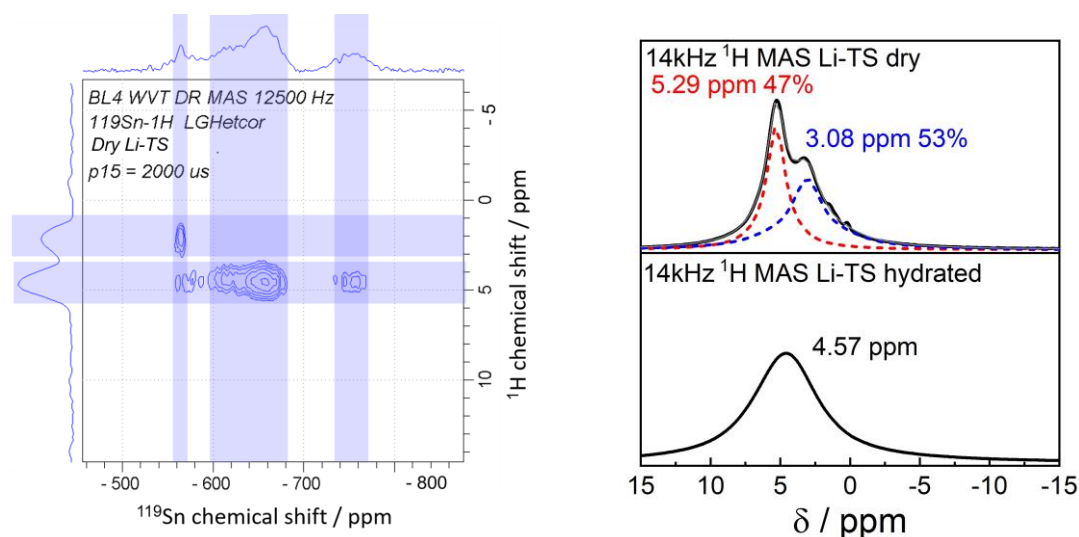 BL4 WVT DR MAS 12500 Hz
119Sn-1H LGHetcor
Dry Li-TS
p15 = 2000 us
- 5
0
5
10
¹H chemical shift / ppm
- 500
- 600
- 700
- 800
¹¹⁹Sn chemical shift / ppm
14kHz ¹H MAS Li-TS dry
5.29 ppm 47%
3.08 ppm 53%
14kHz ¹H MAS Li-TS hydrated
4.57 ppm
15 10 5 0 -5 -10 -15
δ / ppm